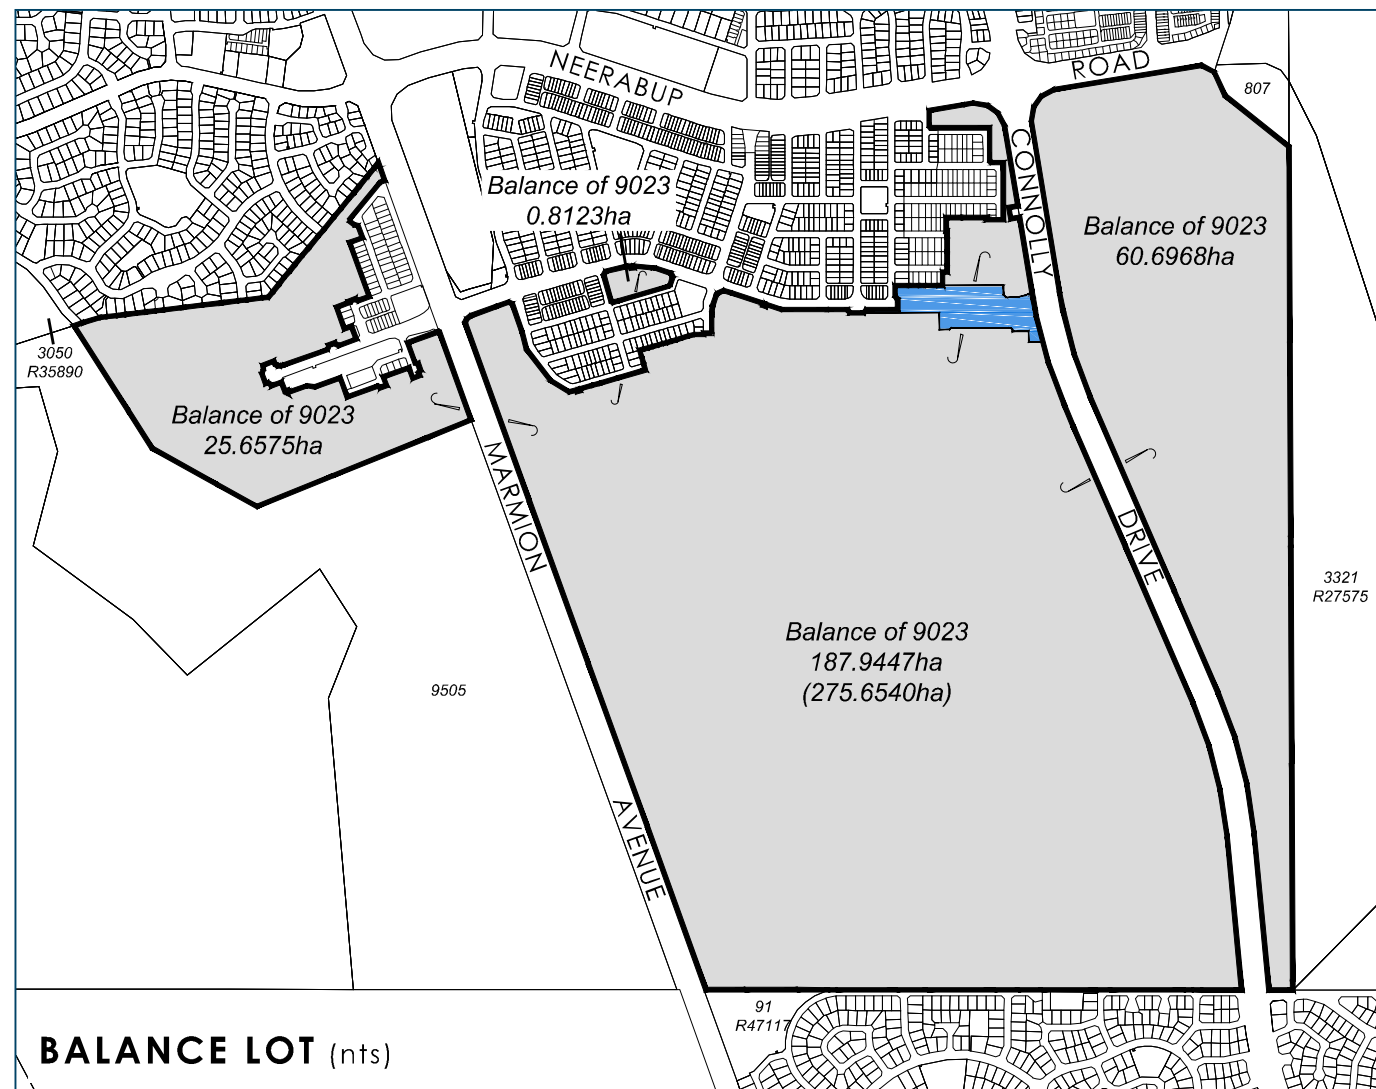 NEERABUP
ROAD
807
CONNOLLY
Balance of 9023
0.8123ha
Balance of 9023
60.6968ha
3050
R35890
Balance of 9023
25.6575ha
MARMION
DRIVE
3321
R27575
Balance of 9023
187.9447ha
(275.6540ha)
9505
AVENUE
91
R47117
BALANCE LOT (nts)